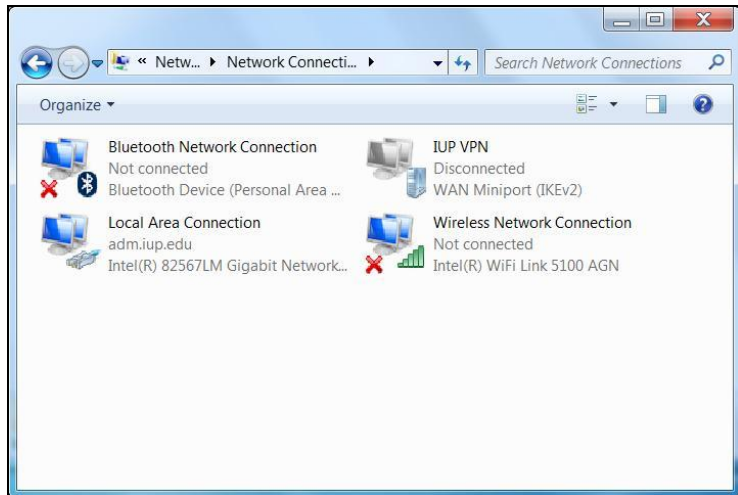 « Netw... ▸ Network Connecti... ▸
Search Network Connections
Organize
Bluetooth Network Connection
Not connected
Bluetooth Device (Personal Area ...
IUP VPN
Disconnected
WAN Miniport (IKEv2)
Local Area Connection
adm.iup.edu
Intel(R) 82567LM Gigabit Network...
Wireless Network Connection
Not connected
Intel(R) WiFi Link 5100 AGN